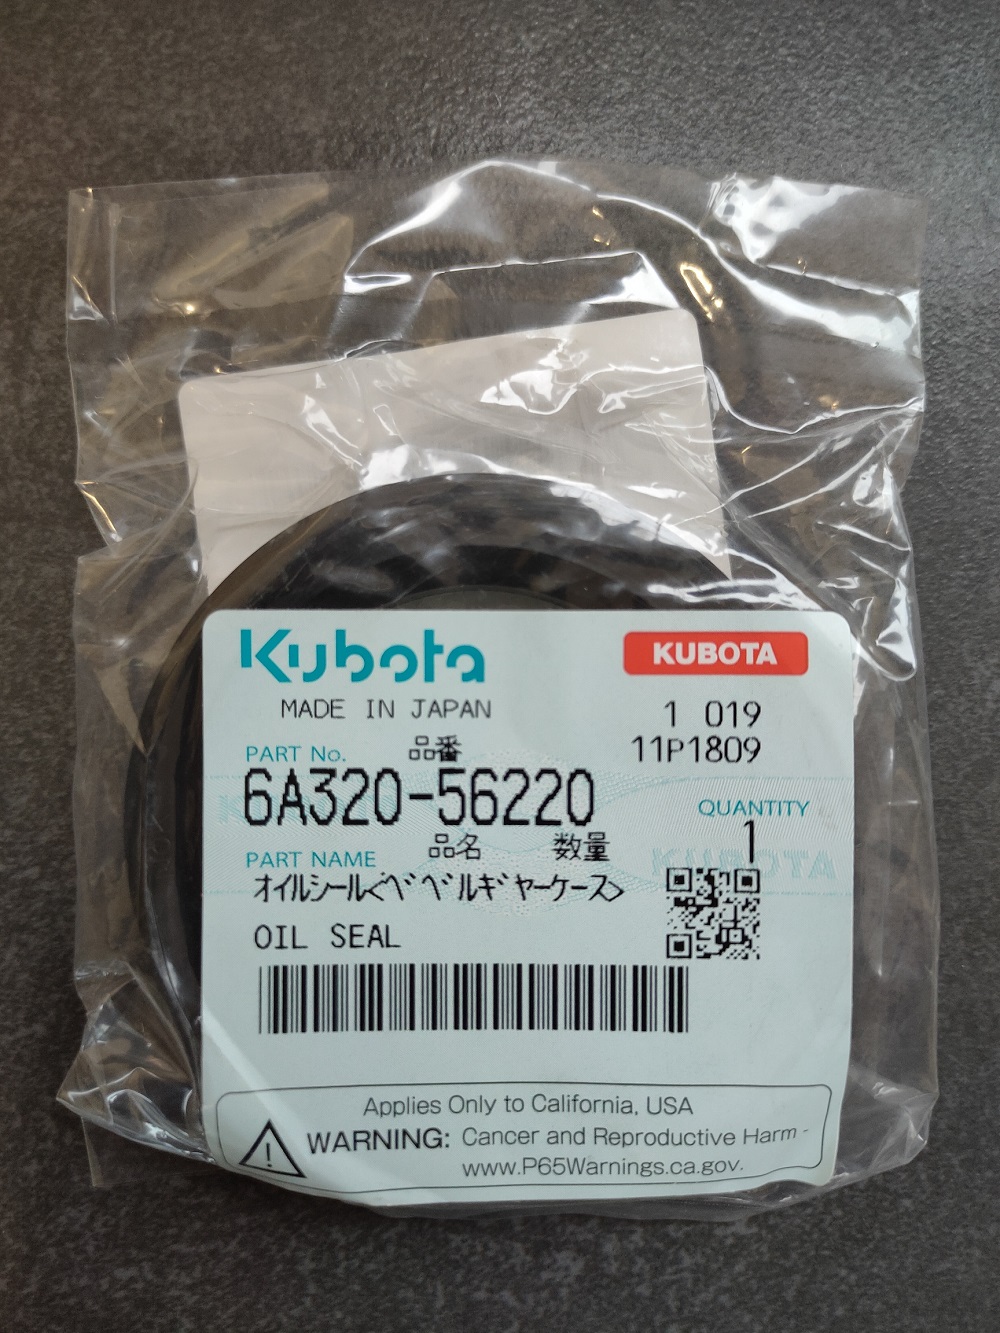 Kubota
KUBOTA
MADE IN JAPAN
1 019
PART No. 品番
11P1809
6A320-56220
QUANTITY
1
品名 数量
PART NAME
オイルシール<ベベルギヤーケース>
OIL SEAL
Applies Only to California, USA
WARNING: Cancer and Reproductive Harm -
www.P65Warnings.ca.gov.